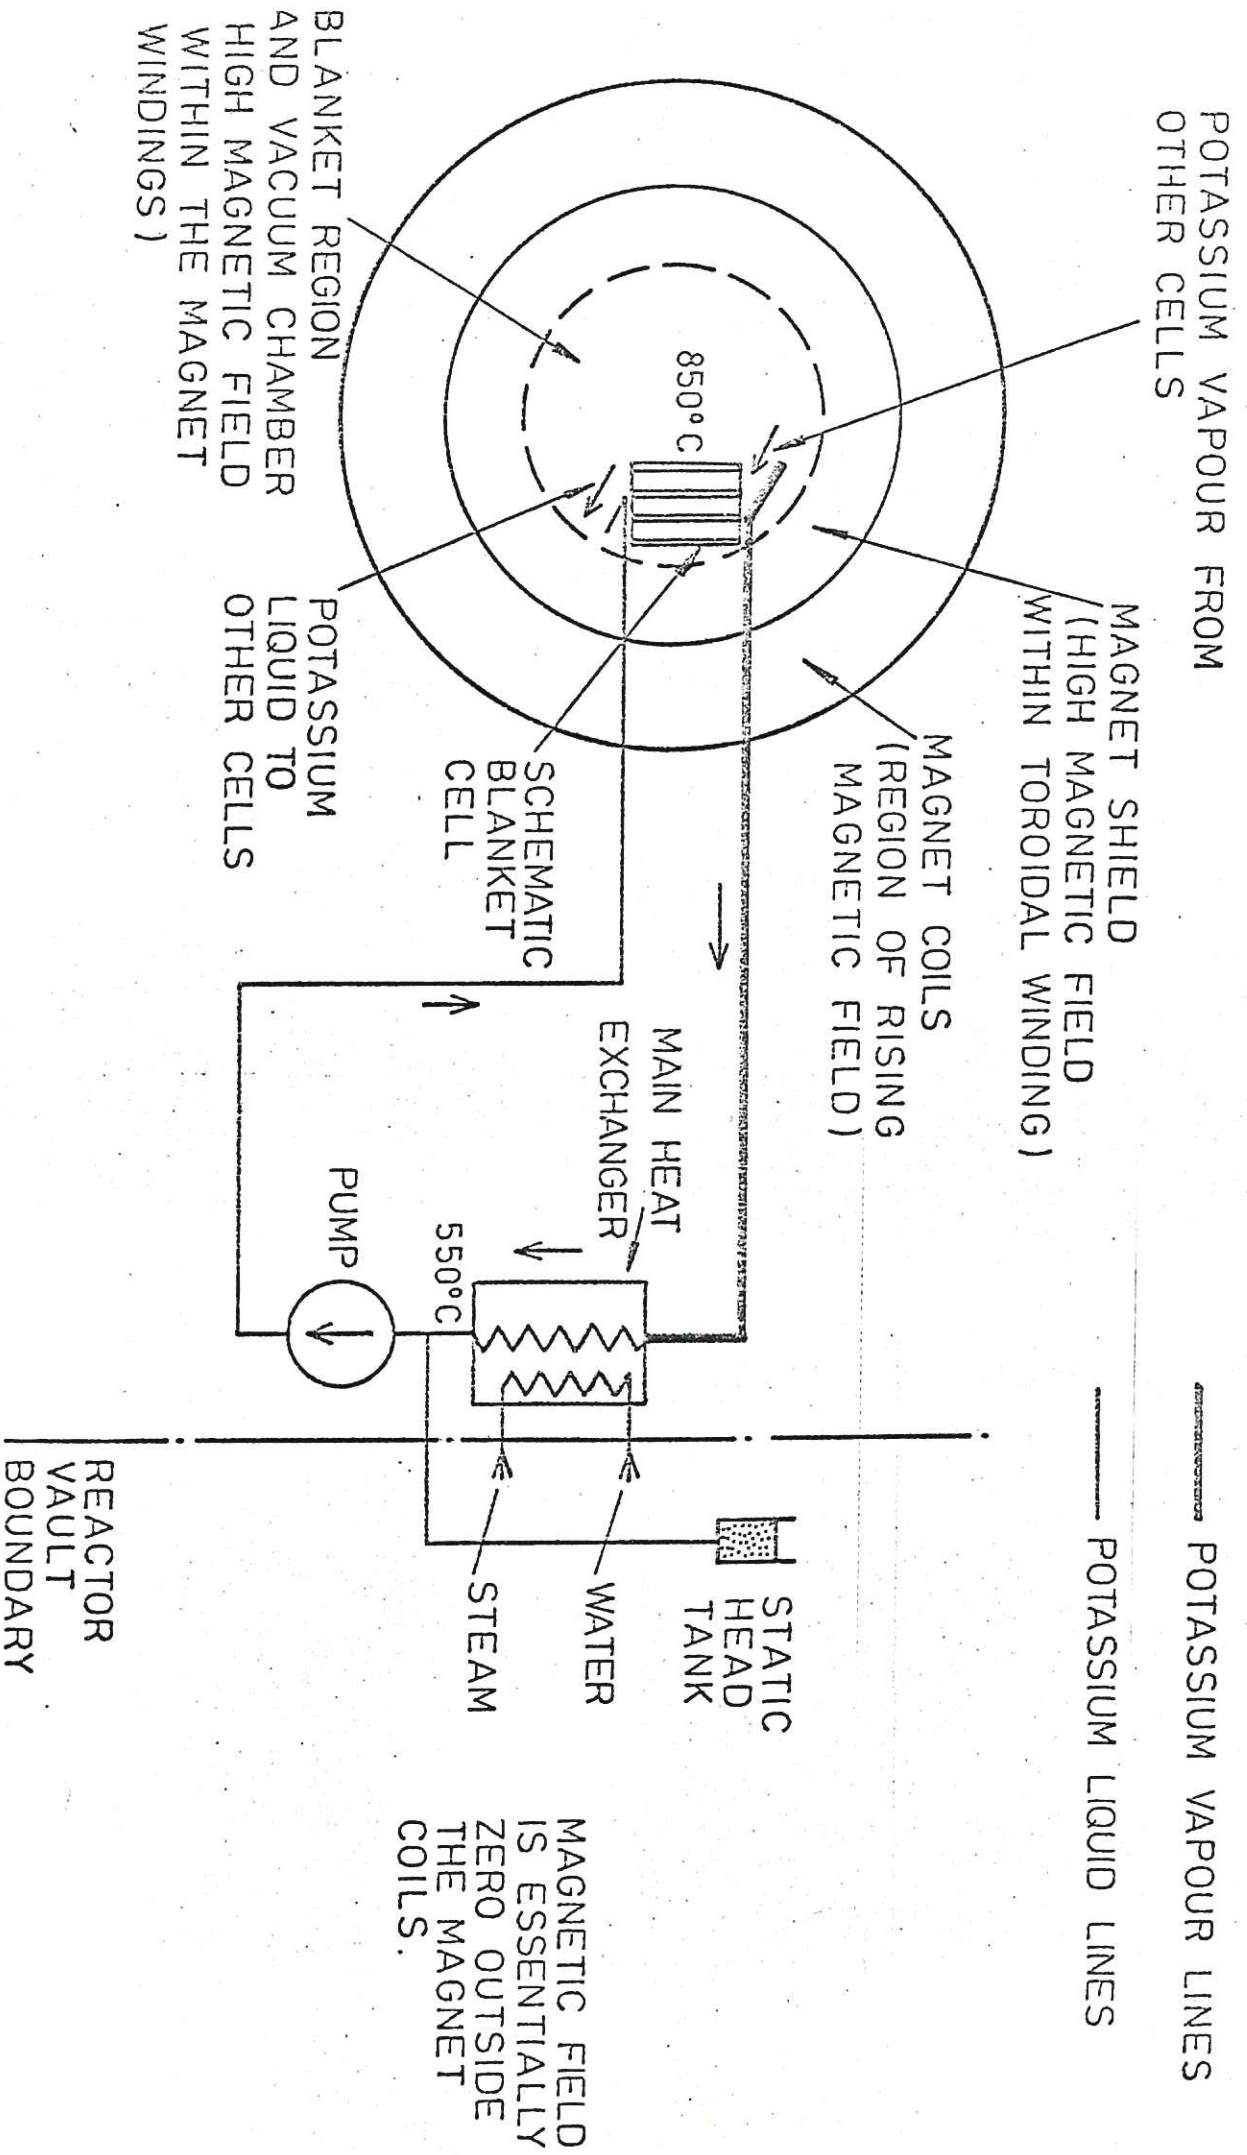 POTASSIUM VAPOUR FROM
OTHER CELLS
POTASSIUM VAPOUR LINES
POTASSIUM LIQUID LINES
MAGNET SHIELD
(HIGH MAGNETIC FIELD
WITHIN TOROIDAL WINDING)
MAGNET COILS
(REGION OF RISING
MAGNETIC FIELD)
850°C
MAIN HEAT
EXCHANGER
STATIC
HEAD
TANK
WATER
STEAM
SCHEMATIC
BLANKET
CELL
550°C
PUMP
MAGNETIC FIELD
IS ESSENTIALLY
ZERO OUTSIDE
THE MAGNET
COILS.
BLANKET REGION
AND VACUUM CHAMBER
HIGH MAGNETIC FIELD
WITHIN THE MAGNET
WINDINGS)
POTASSIUM
LIQUID TO
OTHER CELLS
REACTOR
VAULT
BOUNDARY